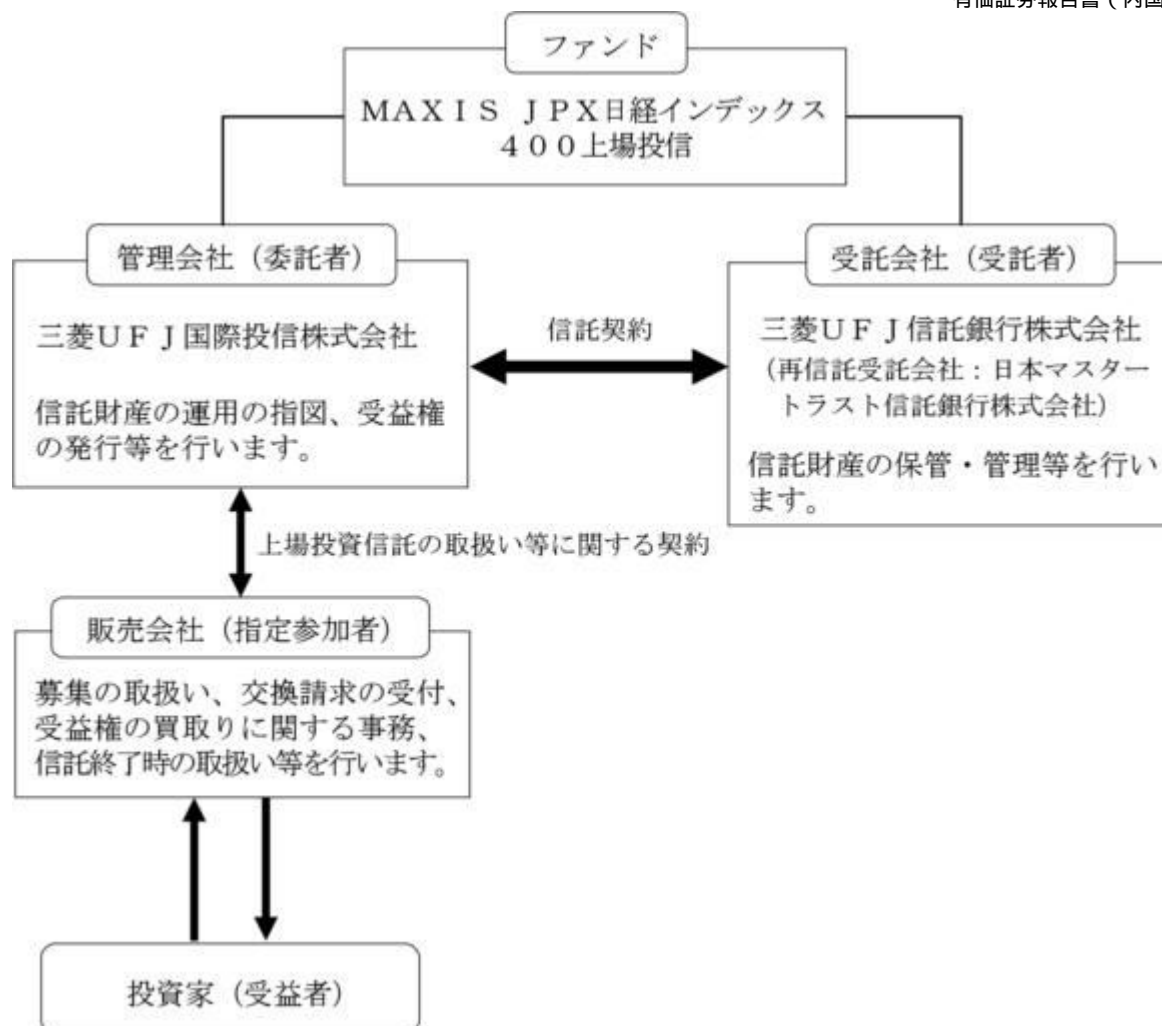 有価証券報告書（内国
ファンド
ＭＡＸＩＳ ＪＰＸ日経インデックス
４００上場投信
管理会社（委託者）
三菱ＵＦＪ国際投信株式会社
信託財産の運用の指図、受益権
の発行等を行います。
信託契約
受託会社（受託者）
三菱ＵＦＪ信託銀行株式会社
（再信託受託会社：日本マスター
トラスト信託銀行株式会社）
信託財産の保管・管理等を行い
ます。
上場投資信託の取扱い等に関する契約
販売会社（指定参加者）
募集の取扱い、交換請求の受付、
受益権の買取りに関する事務、
信託終了時の取扱い等を行います。
投資家（受益者）